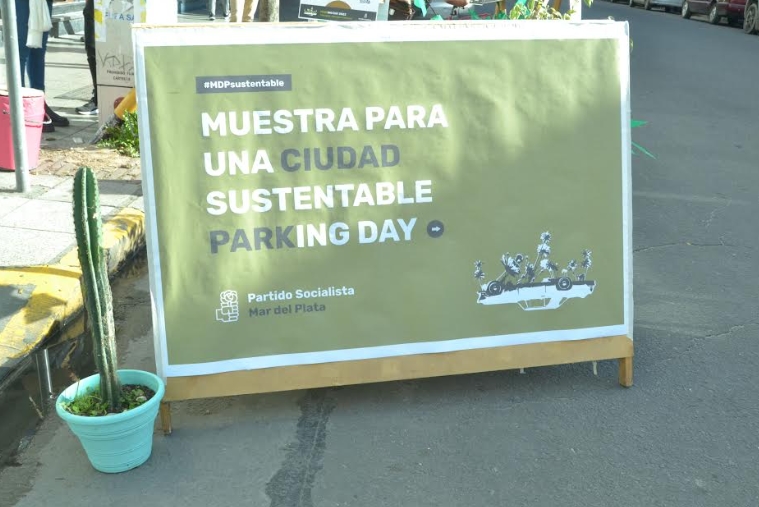 #MDPsustentable
MUESTRA PARA
UNA CIUDAD
SUSTENTABLE
PARKING DAY
Partido Socialista
Mar del Plata